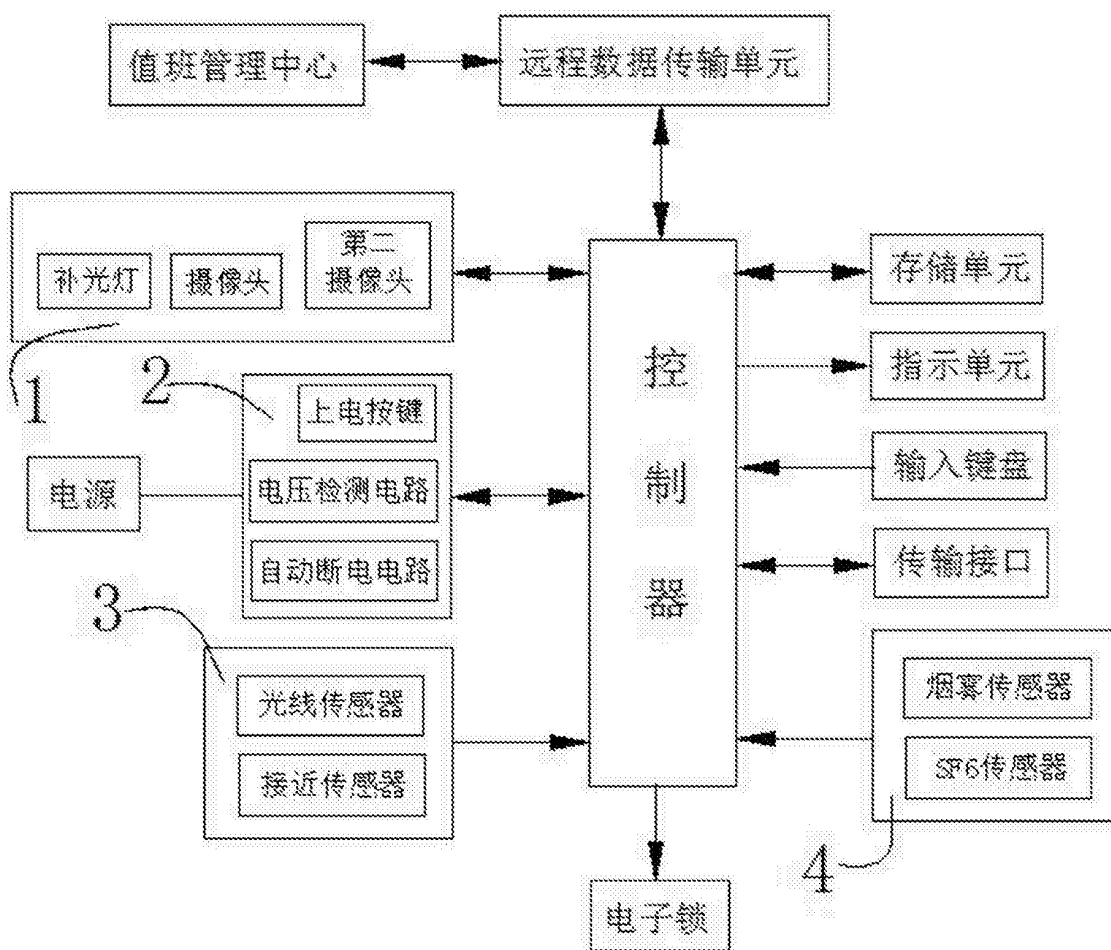 值班管理中心
远程数据传输单元
补光灯
摄像头
第二
摄像头
1
2
上电按键
电压检测电路
自动断电电路
电源
3
光线传感器
接近传感器
控
制
器
存储单元
指示单元
输入键盘
传输接口
烟雾传感器
SF6传感器
4
电子锁